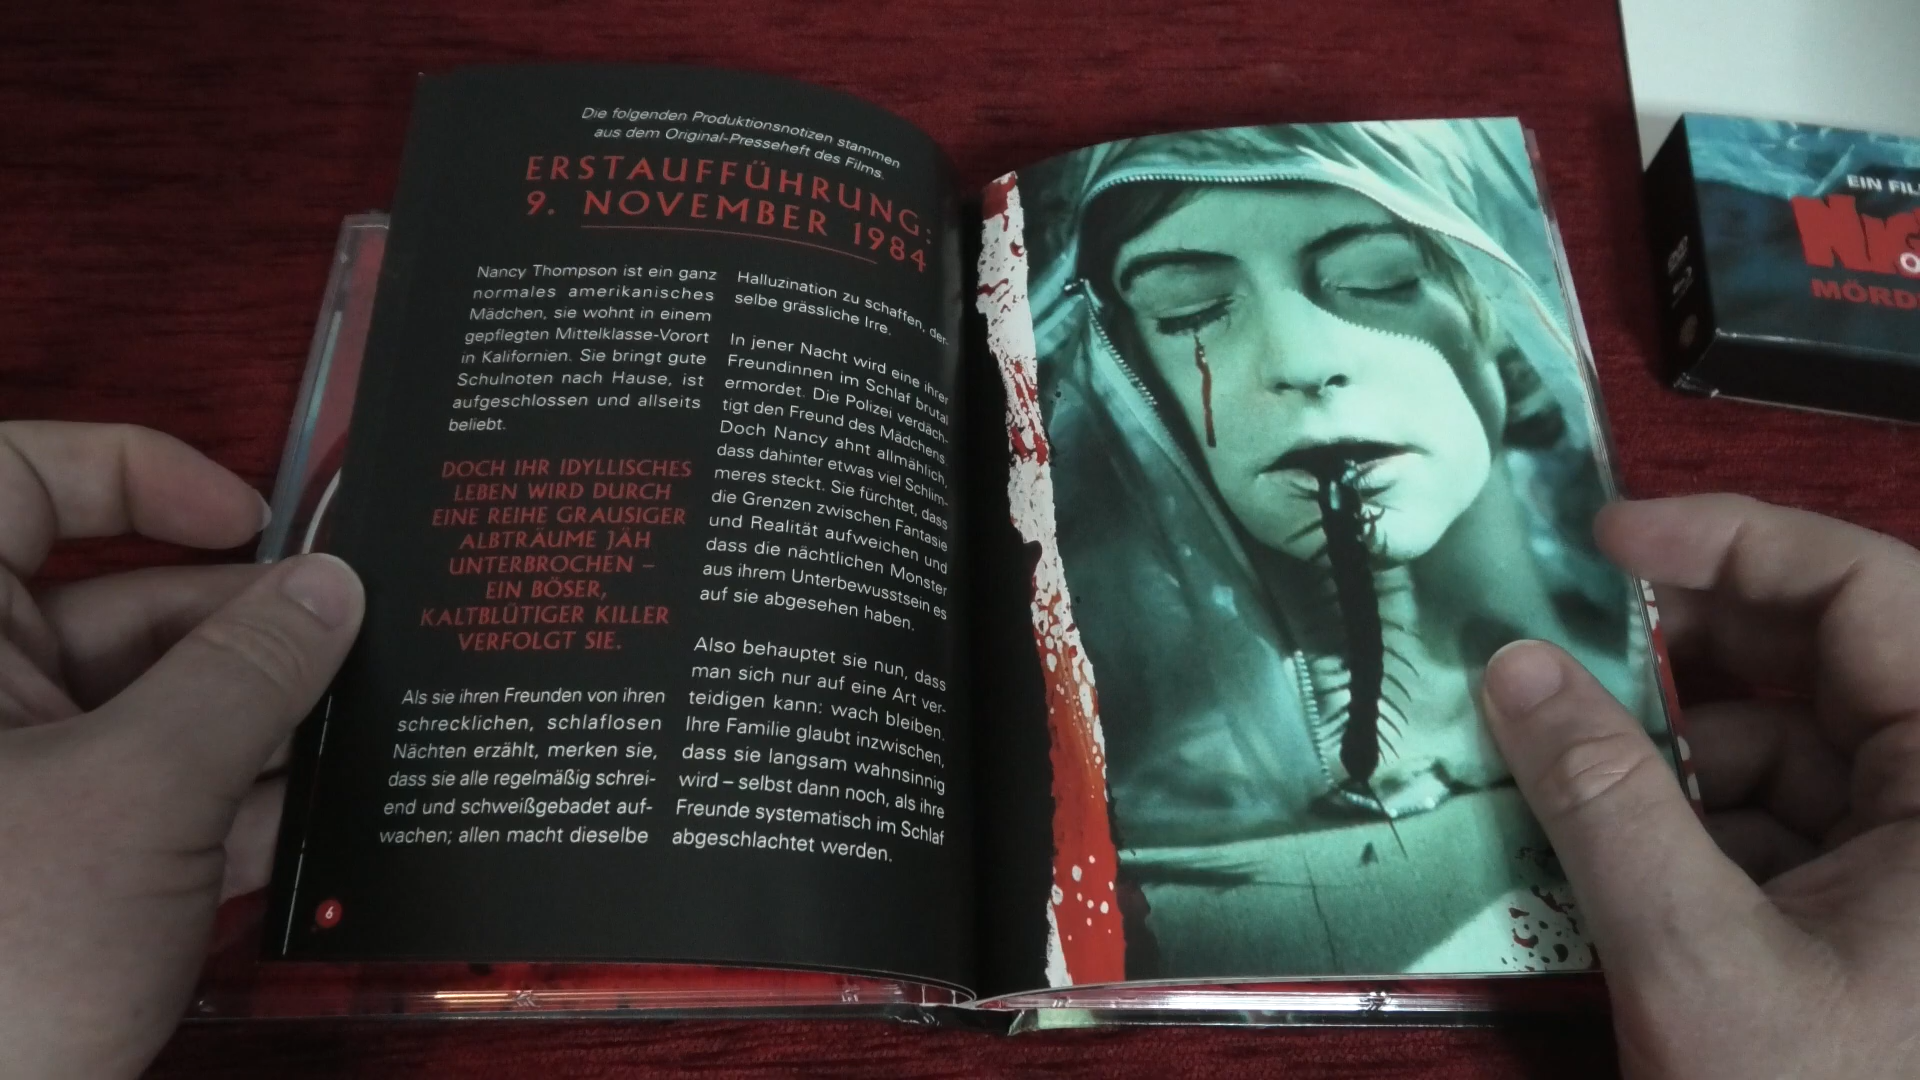 Die folgenden Produktionsnotizen stammen
aus dem Original-Presseheft des Films.
ERSTAUFFÜHRUNG:
9. NOVEMBER 1984
Nancy Thompson ist ein ganz
normales amerikanisches
Mädchen, sie wohnt in einem
gepflegten Mittelklasse-Vorort
in Kalifornien. Sie bringt gute
Schulnoten nach Hause, ist
aufgeschlossen und allseits
beliebt.
DOCH IHR IDYLLISCHES
LEBEN WIRD DURCH
EINE REIHE GRAUSIGER
ALBTRÄUME JÄH
UNTERBROCHEN –
EIN BÖSER,
KALTBLÜTIGER KILLER
VERFOLGT SIE.
Als sie ihren Freunden von ihren
schrecklichen, schlaflosen
Nächten erzählt, merken sie,
dass sie alle regelmäßig schrei-
end und schweißgebadet auf-
wachen; allen macht dieselbe
Halluzination zu schaffen, der-
selbe grässliche Irre.
In jener Nacht wird eine ihrer
Freundinnen im Schlaf brutal
ermordet. Die Polizei verdäch-
tigt den Freund des Mädchens.
Doch Nancy ahnt allmählich,
dass dahinter etwas viel Schlim-
meres steckt. Sie fürchtet, dass
die Grenzen zwischen Fantasie
und Realität aufweichen und
dass die nächtlichen Monster
aus ihrem Unterbewusstsein es
auf sie abgesehen haben.
Also behauptet sie nun, dass
man sich nur auf eine Art ver-
teidigen kann: wach bleiben.
Ihre Familie glaubt inzwischen,
dass sie langsam wahnsinnig
wird – selbst dann noch, als ihre
Freunde systematisch im Schlaf
abgeschlachtet werden.
6
EIN FIL
MÖRD